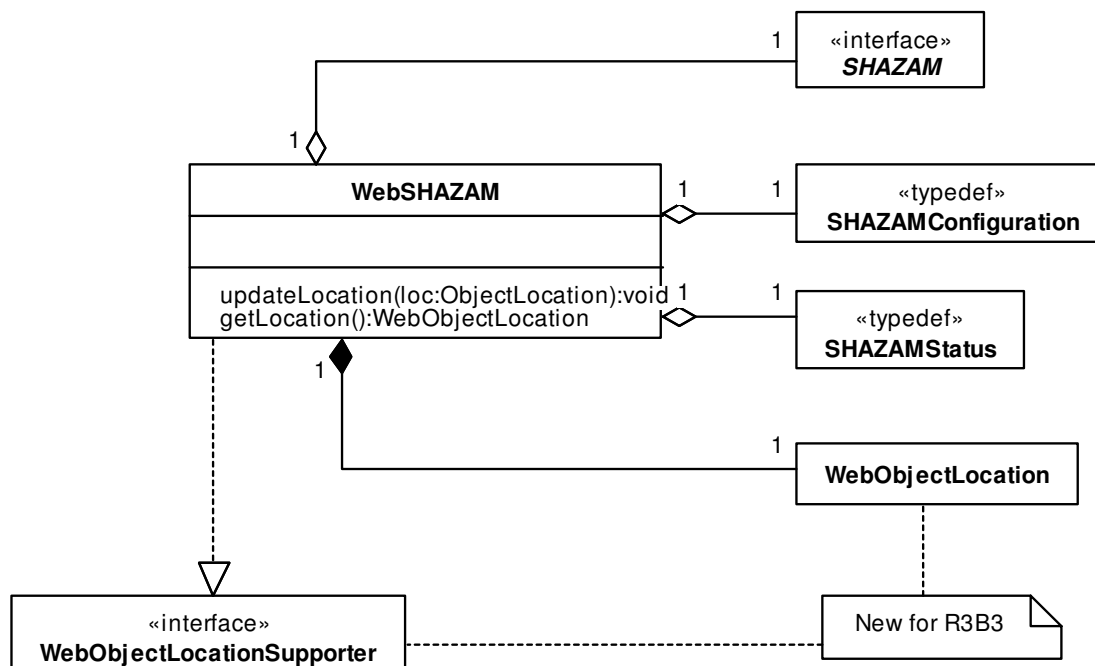 1
«interface»
SHAZAM
1
WebSHAZAM
1
1
«typedef»
SHAZAMConfiguration
updateLocation(loc:ObjectLocation):void
getLocation():WebObjectLocation
1
1
«typedef»
SHAZAMStatus
1
1
WebObjectLocation
«interface»
WebObjectLocationSupporter
New for R3B3